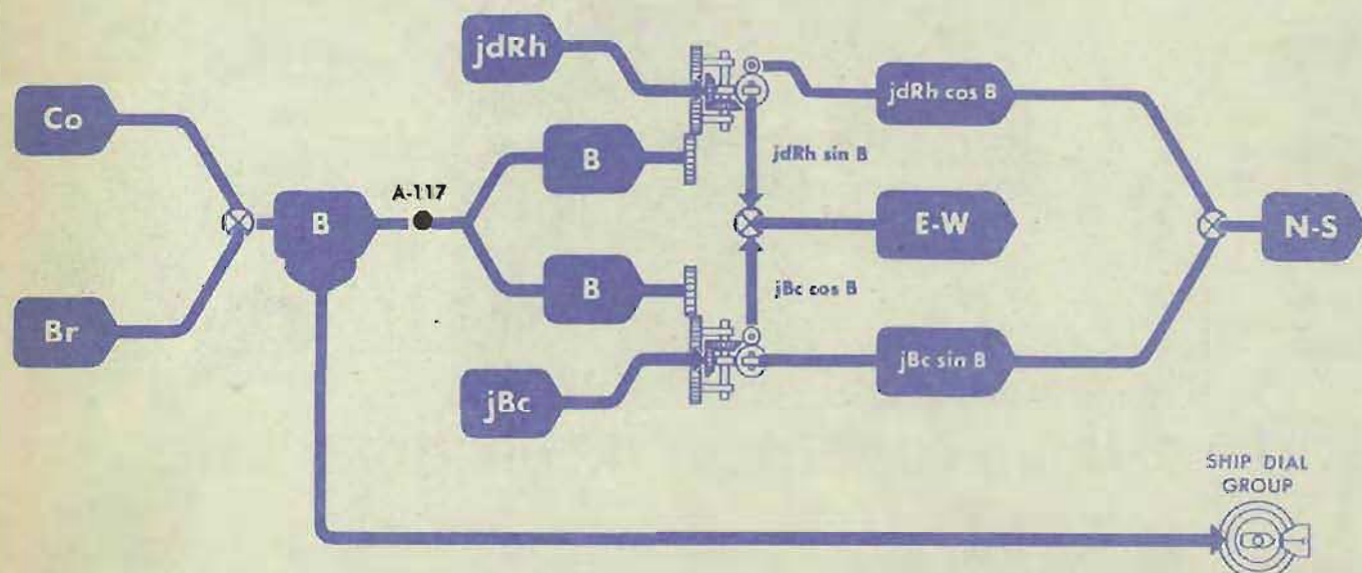 jdRh
Co
jdRh cos B
B
jdRh sin B
A-117
B
E-W
N-S
B
jBc cos B
Br
jBc sin B
jBc
SHIP DIAL
GROUP